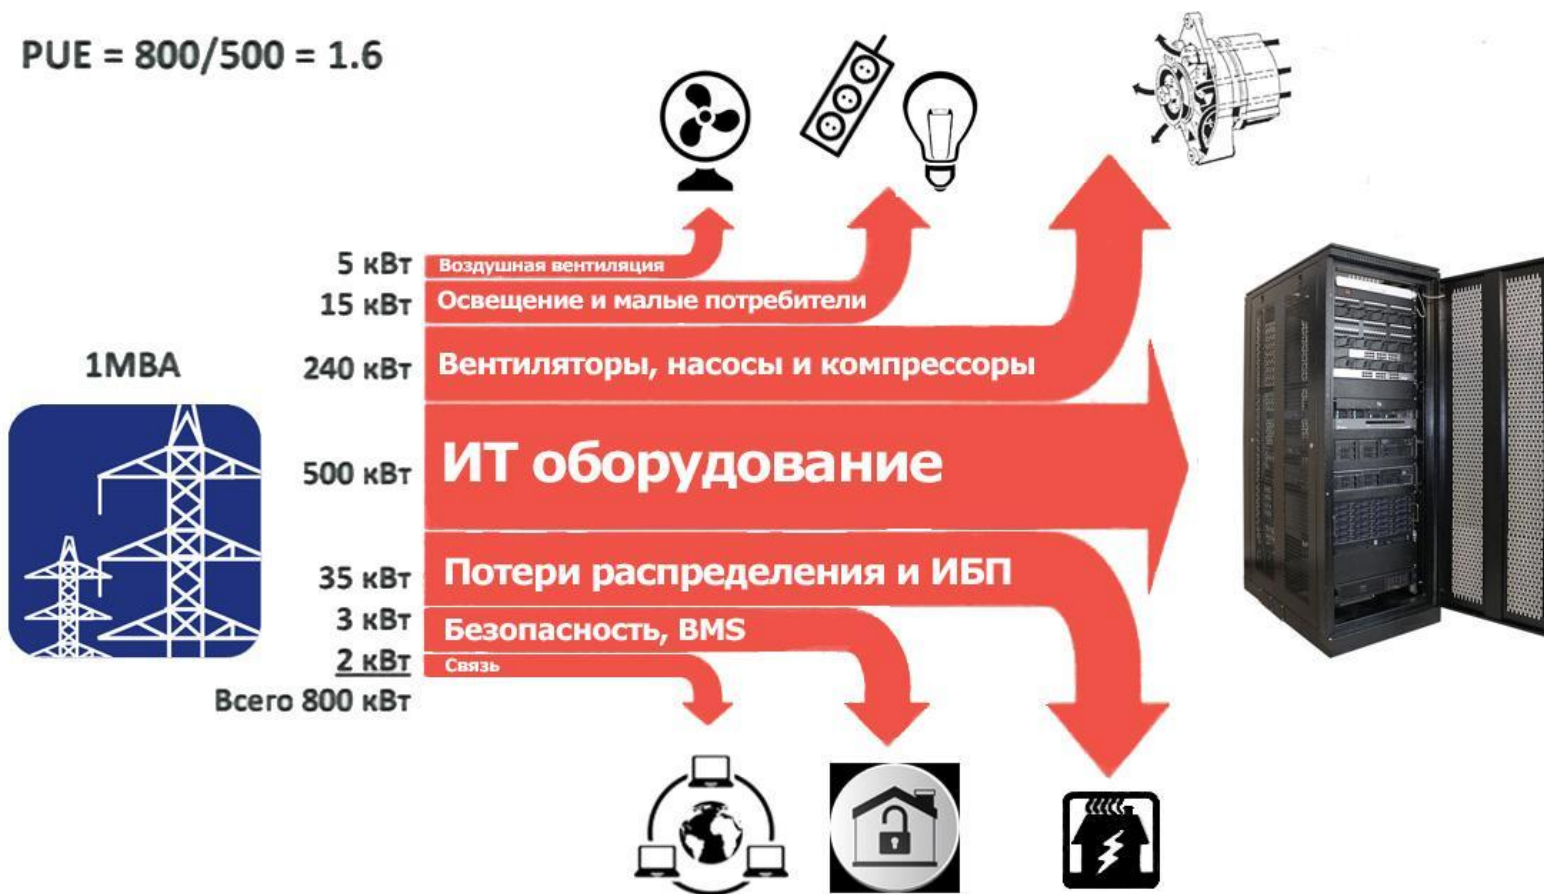 PUE = 800/500 = 1.6
5 кВт Воздушная вентиляция
15 кВт Освещение и малые потребители
1МВА
240 кВт Вентиляторы, насосы и компрессоры
500 кВт ИТ оборудование
35 кВт Потери распределения и ИБП
3 кВт Безопасность, BMS
2 кВт Связь
Всего 800 кВт